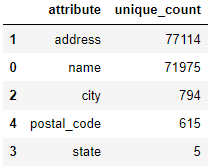 attribute unique_count
1 address 77114
0 name 71975
2 city 794
4 postal_code 615
3 state 5